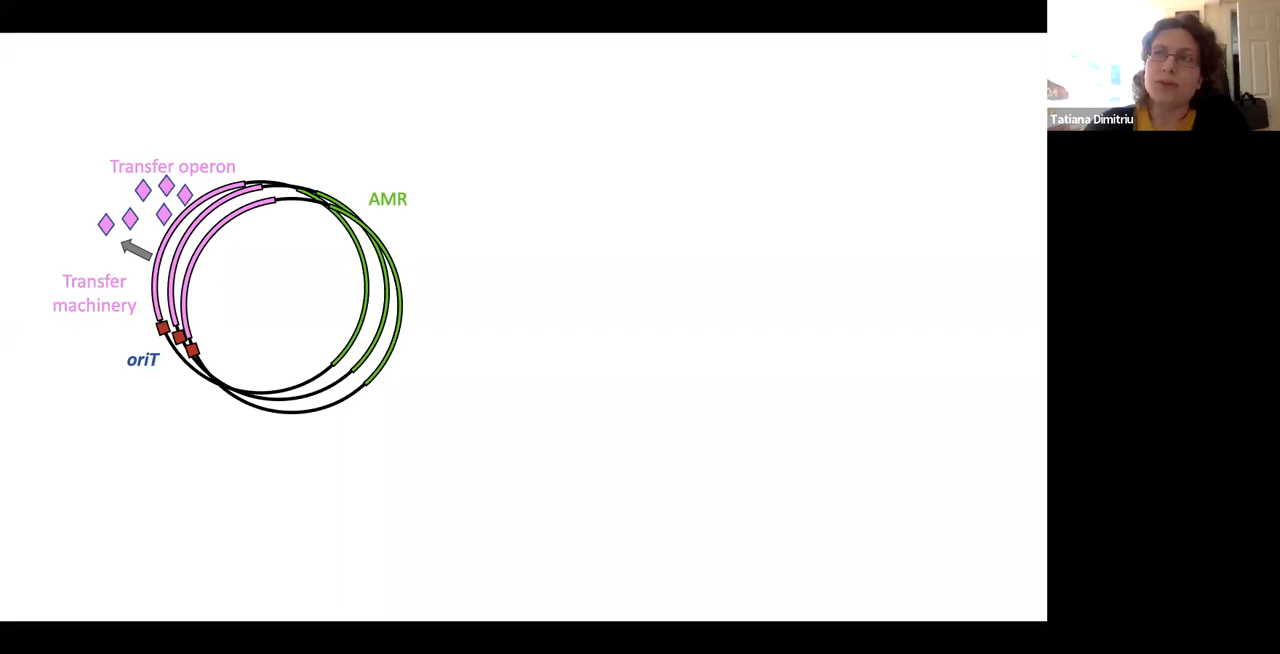 Transfer operon
AMR
Transfer
machinery
oriT
Tatiana Dimitriu